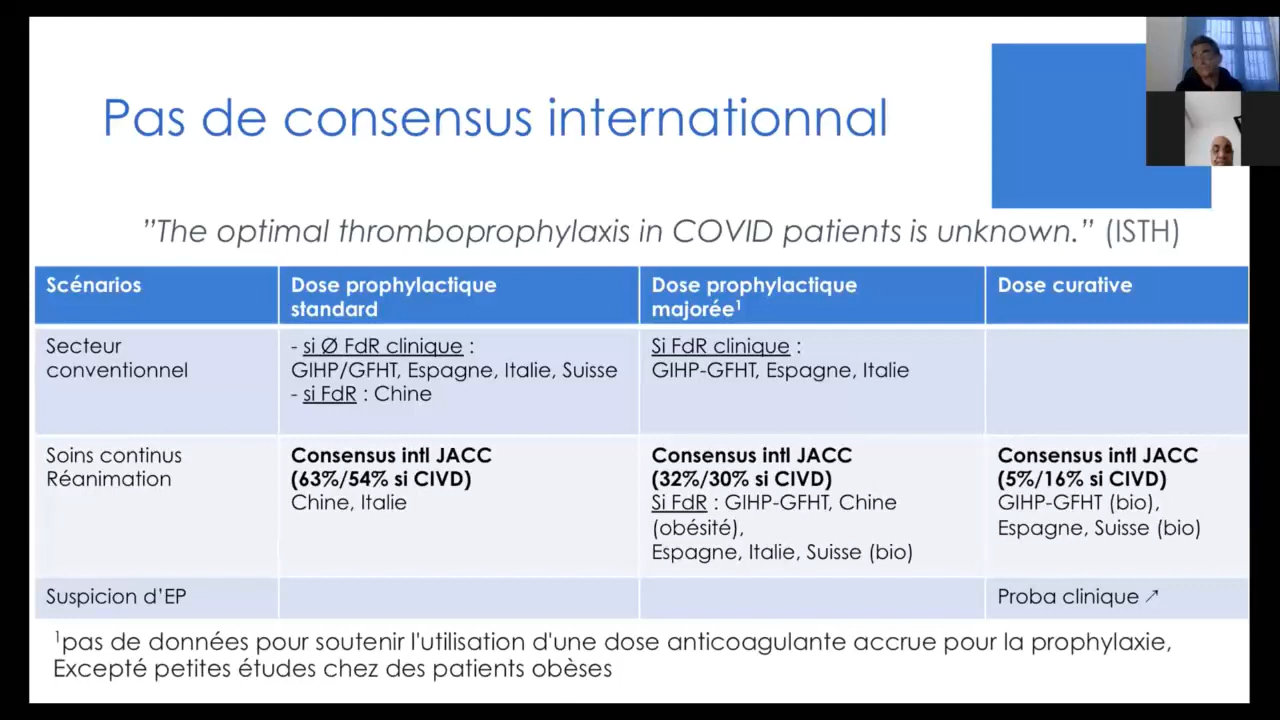 Pas de consensus internationnal
”The optimal thromboprophylaxis in COVID patients is unknown.” (ISTH)
Scénarios
Dose prophylactique
standard
Dose prophylactique
majorée¹
Dose curative
Secteur
conventionnel
- si Ø FdR clinique :
GIHP/GFHT, Espagne, Italie, Suisse
- si FdR : Chine
Si FdR clinique :
GIHP-GFHT, Espagne, Italie
Soins continus
Réanimation
Consensus intl JACC
(63%/54% si CIVD)
Chine, Italie
Consensus intl JACC
(32%/30% si CIVD)
Si FdR : GIHP-GFHT, Chine
(obésité),
Espagne, Italie, Suisse (bio)
Consensus intl JACC
(5%/16% si CIVD)
GIHP-GFHT (bio),
Espagne, Suisse (bio)
Suspicion d’EP
Proba clinique ↗
¹pas de données pour soutenir l'utilisation d'une dose anticoagulante accrue pour la prophylaxie,
Excepté petites études chez des patients obèses